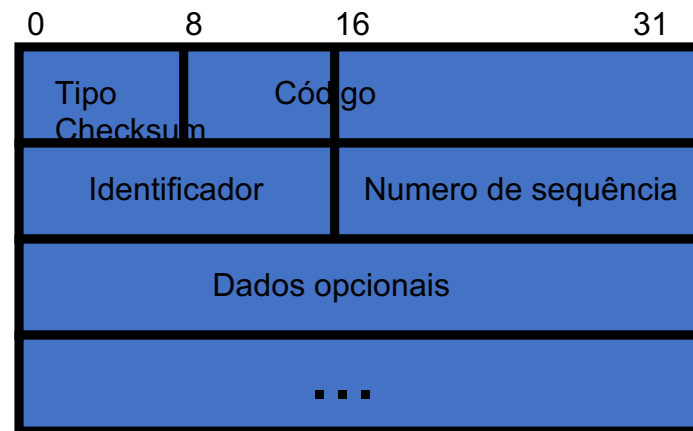 0 8 16 31
Tipo Código
Checksum
Identificador Numero de sequência
Dados opcionais
...